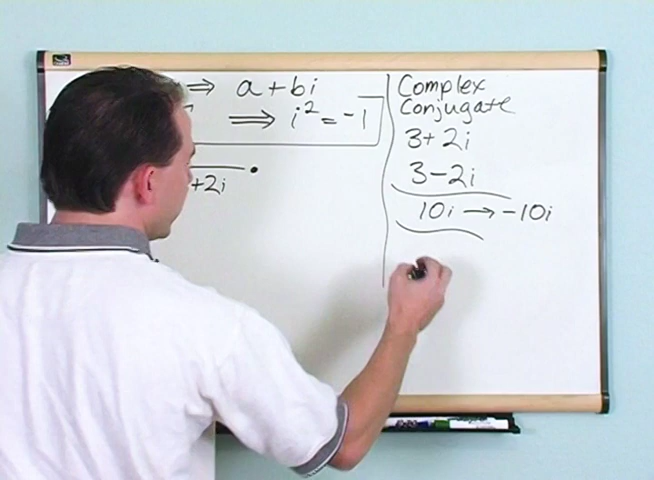 ⇒ a + bi
⇒ i² = -1
+2i
Complex
Conjugate
3+2i
3-2i
10i → -10i